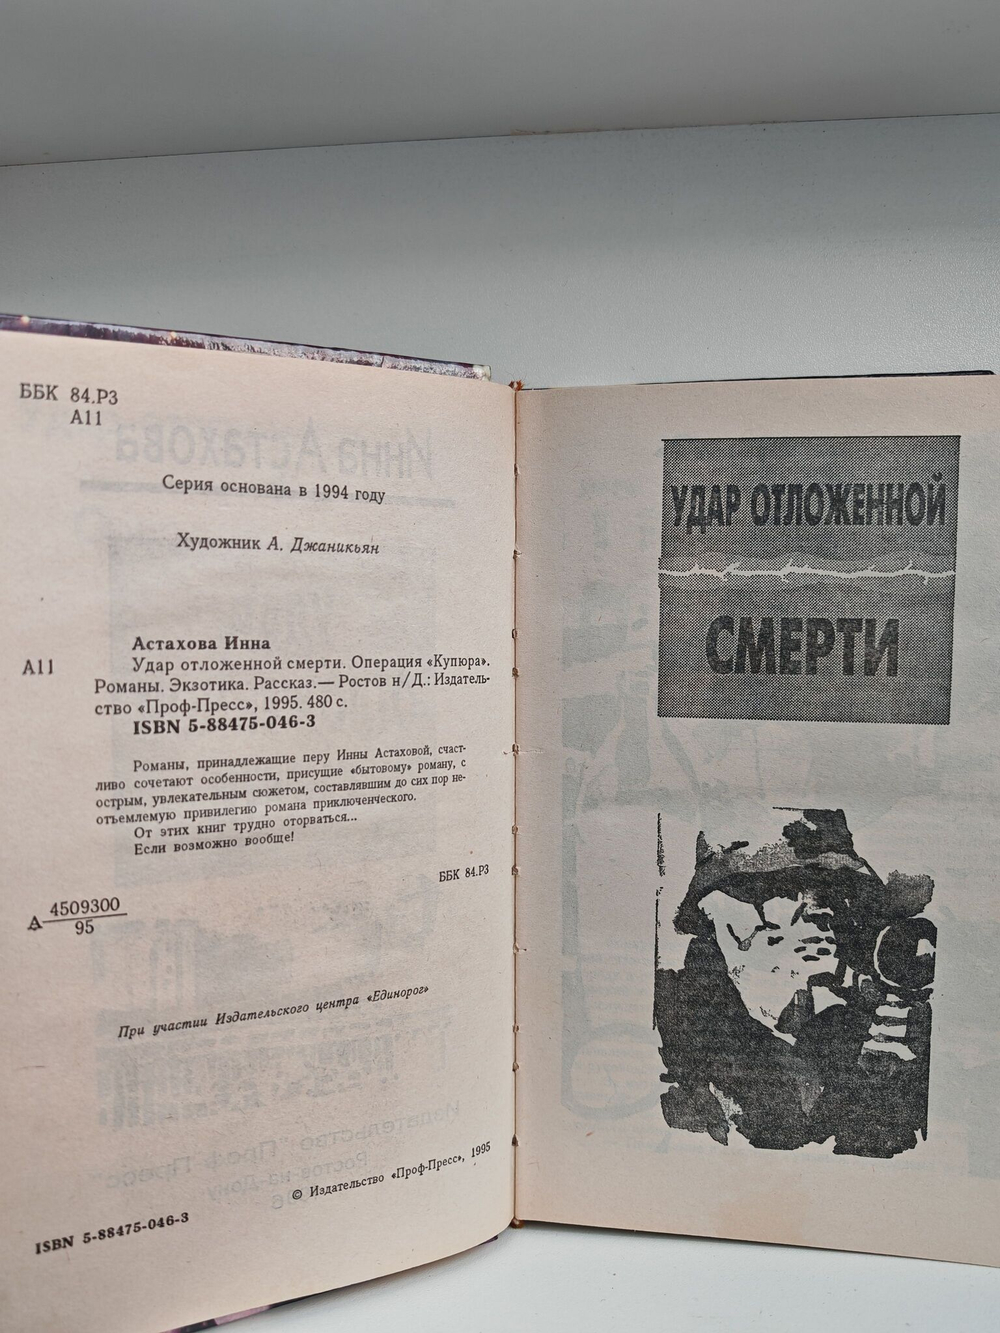 ББК 84.Р3
А11
Серия основана в 1994 году
Художник А. Джаникьян
Астахова Инна
А11
Удар отложенной смерти. Операция «Купюра».
Романы. Экзотика. Рассказ.— Ростов н/Д.: Издатель-
ство «Проф-Пресс», 1995. 480 с.
ISBN 5-88475-046-3
Романы, принадлежащие перу Инны Астаховой, счаст-
ливо сочетают особенности, присущие «бытовому» роману, с
острым, увлекательным сюжетом, составлявшим до сих пор не-
отъемлемую привилегию романа приключенческого.
От этих книг трудно оторваться...
Если возможно вообще!
ББК 84.Р3
А 4509300
95
При участии Издательского центра «Единорог»
© Издательство «Проф-Пресс», 1995
ISBN 5-88475-046-3
УДАР ОТЛОЖЕННОЙ
СМЕРТИ